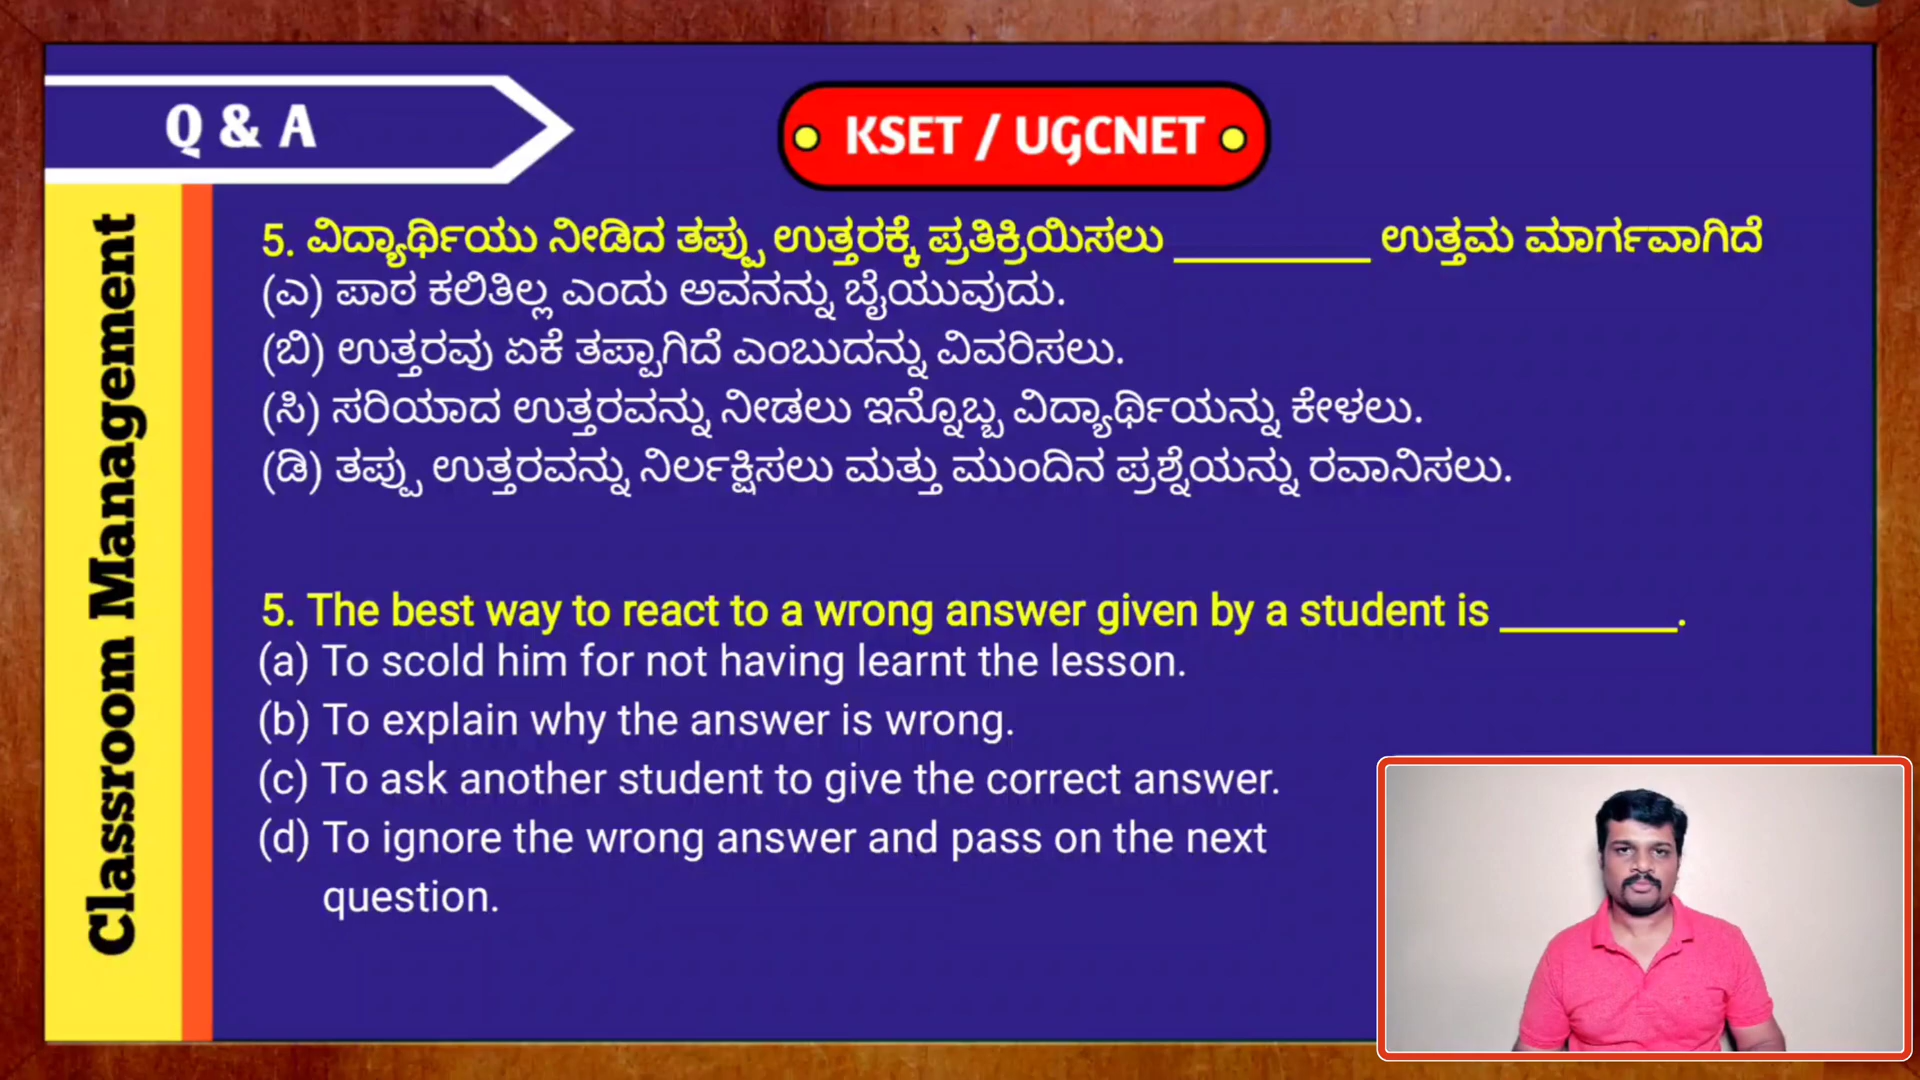 Q & A
KSET / UGCNET
Classroom Management
5. ವಿದ್ಯಾರ್ಥಿಯು ನೀಡಿದ ತಪ್ಪು ಉತ್ತರಕ್ಕೆ ಪ್ರತಿಕ್ರಿಯಿಸಲು _________ ಉತ್ತಮ ಮಾರ್ಗವಾಗಿದೆ
(ಎ) ಪಾಠ ಕಲಿತಿಲ್ಲ ಎಂದು ಅವನನ್ನು ಬೈಯುವುದು.
(ಬಿ) ಉತ್ತರವು ಏಕೆ ತಪ್ಪಾಗಿದೆ ಎಂಬುದನ್ನು ವಿವರಿಸಲು.
(ಸಿ) ಸರಿಯಾದ ಉತ್ತರವನ್ನು ನೀಡಲು ಇನ್ನೊಬ್ಬ ವಿದ್ಯಾರ್ಥಿಯನ್ನು ಕೇಳಲು.
(ಡಿ) ತಪ್ಪು ಉತ್ತರವನ್ನು ನಿರ್ಲಕ್ಷಿಸಲು ಮತ್ತು ಮುಂದಿನ ಪ್ರಶ್ನೆಯನ್ನು ರವಾನಿಸಲು.
5. The best way to react to a wrong answer given by a student is ________.
(a) To scold him for not having learnt the lesson.
(b) To explain why the answer is wrong.
(c) To ask another student to give the correct answer.
(d) To ignore the wrong answer and pass on the next
question.